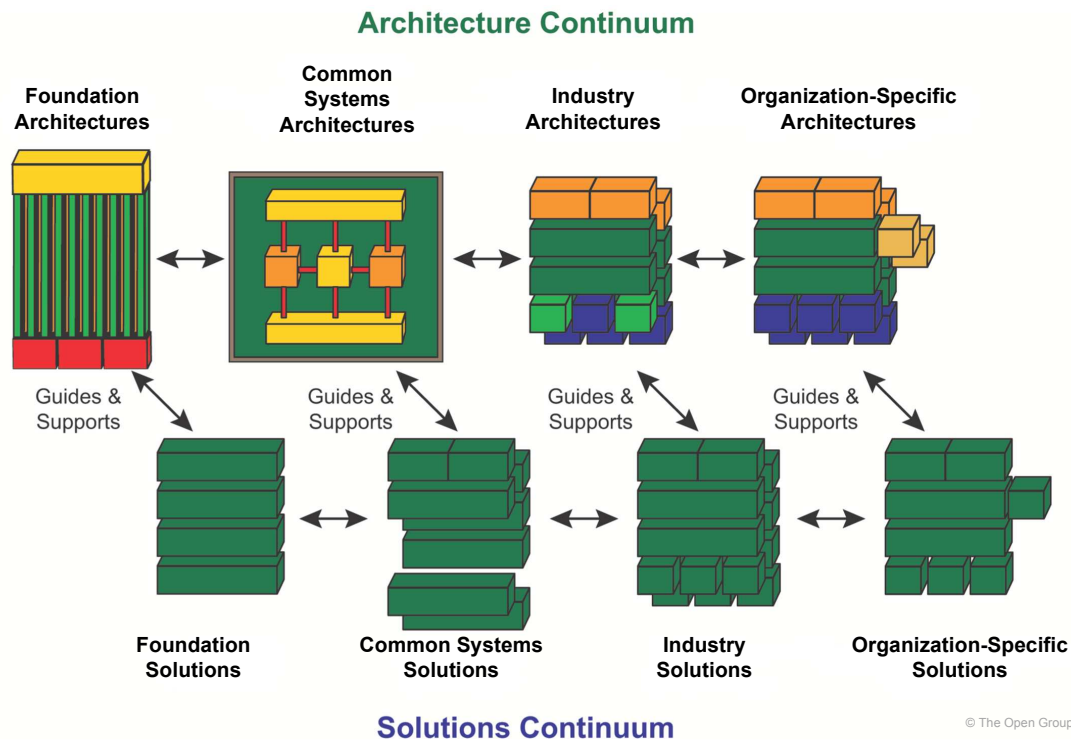 Architecture Continuum
Foundation
Architectures
Common
Systems
Architectures
Industry
Architectures
Organization-Specific
Architectures
Guides &
Supports
Guides &
Supports
Guides &
Supports
Guides &
Supports
Foundation
Solutions
Common Systems
Solutions
Industry
Solutions
Organization-Specific
Solutions
Solutions Continuum
© The Open Group